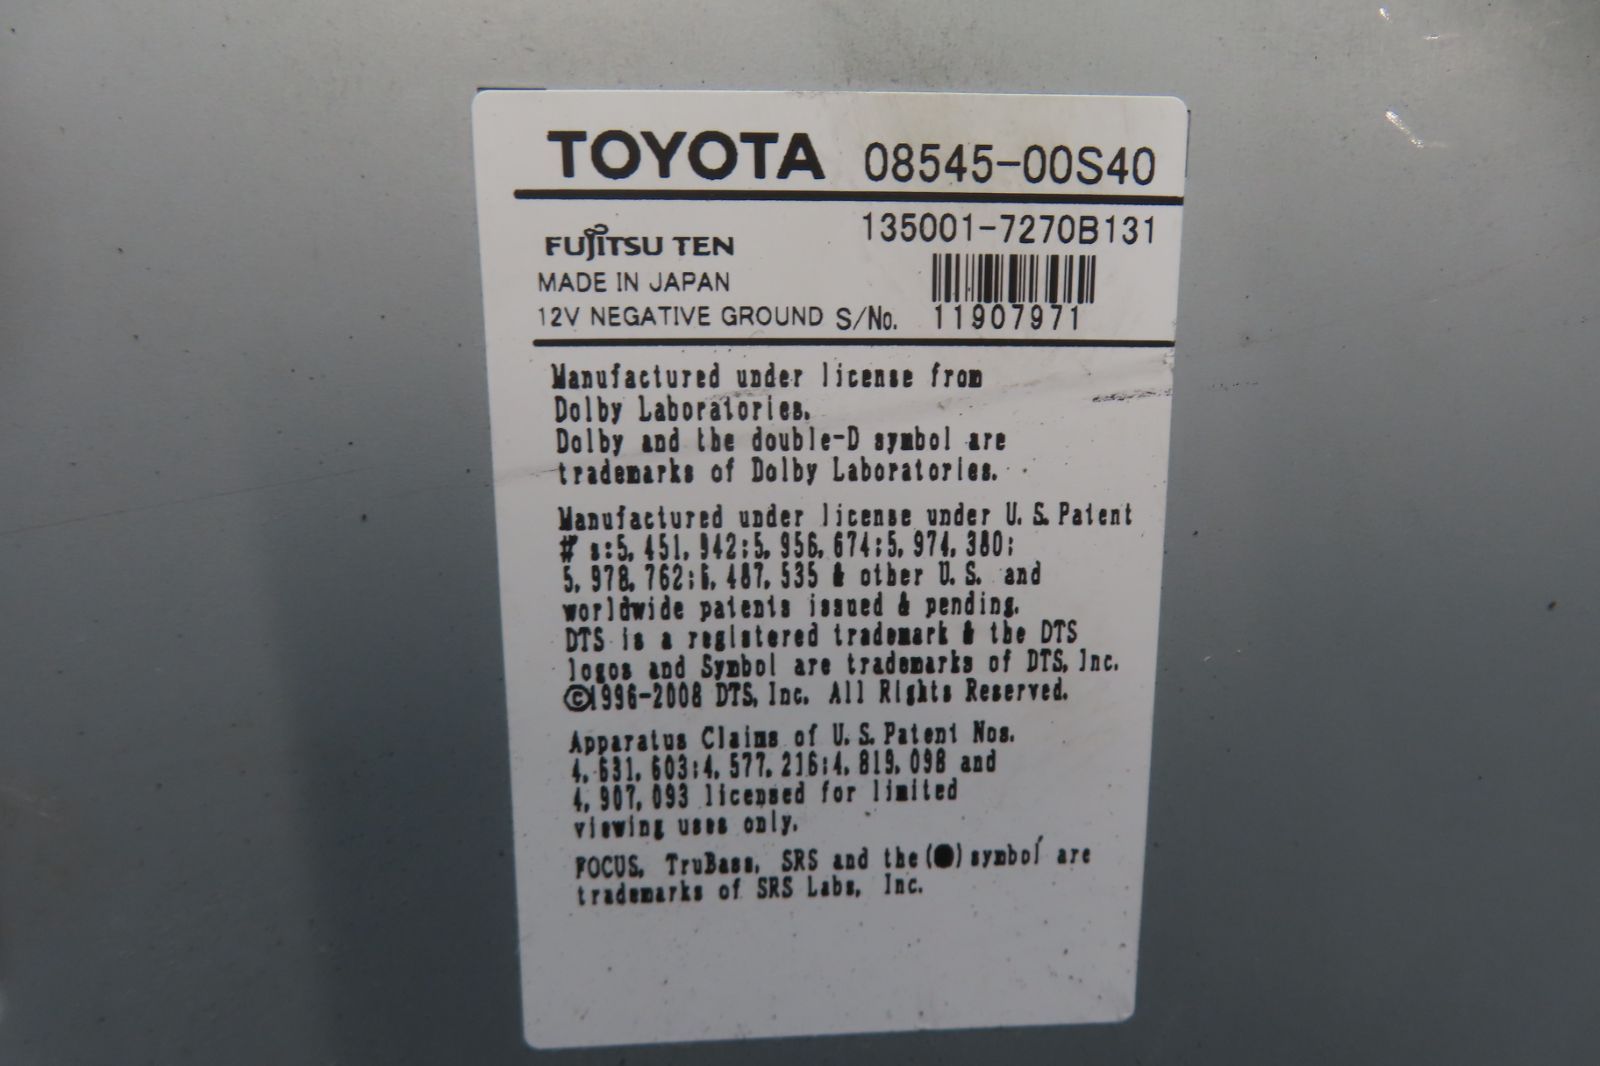 TOYOTA 08545-00S40
FUJITSU TEN 135001-7270B131
MADE IN JAPAN
12V NEGATIVE GROUND S/No. 11907971
Manufactured under license from
Dolby Laboratories.
Dolby and the double-D symbol are
trademarks of Dolby Laboratories.
Manufactured under license under U.S.Patent
# s:5,451,942;5,956,674;5,974,380;
5,978,762;6,487,535 & other U.S. and
worldwide patents issued & pending.
DTS is a registered trademark & the DTS
logos and Symbol are trademarks of DTS, Inc.
©1996-2008 DTS, Inc. All Rights Reserved.
Apparatus Claims of U.S.Patent Nos.
4,631,603;4,577,216;4,819,098 and
4,907,093 licensed for limited
viewing uses only.
FOCUS, TruBass, SRS and the (●) symbol are
trademarks of SRS Labs, Inc.